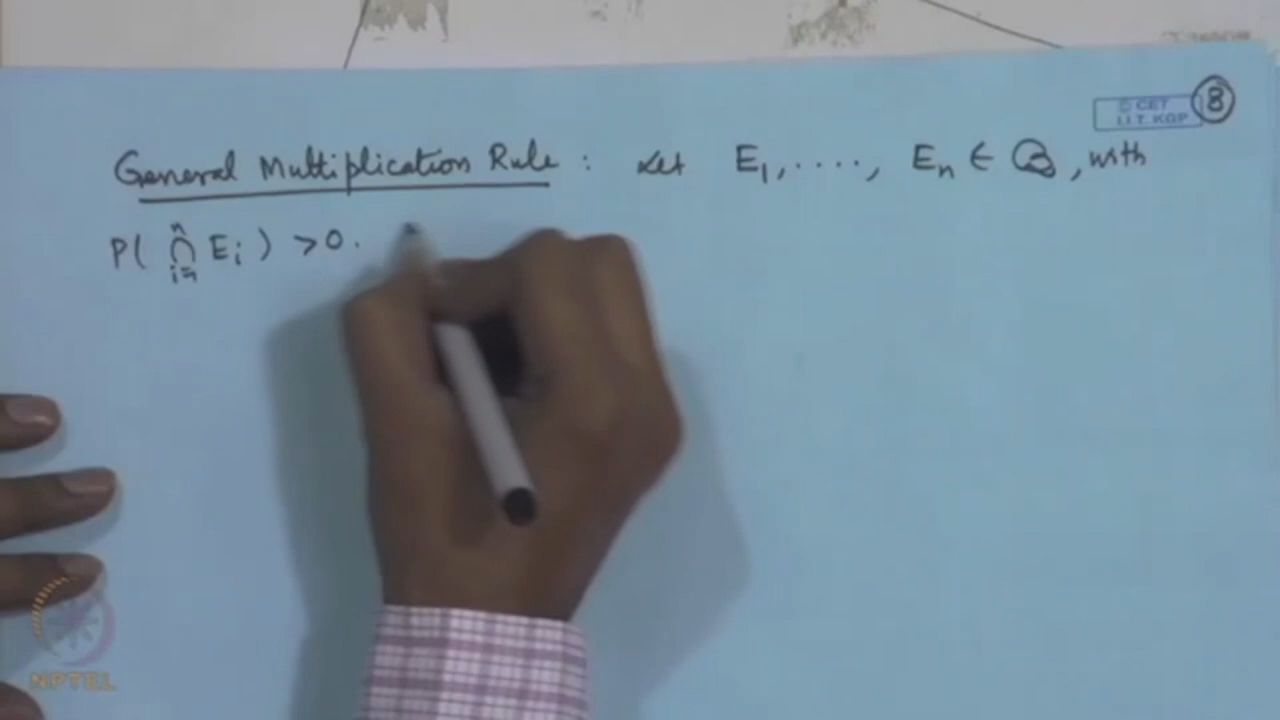 © CET
I.I.T. KGP
8
General Multiplication Rule : Let E₁, ...., Eₙ ∈ ℬ, with
P( ⋂ᵢ₌₁ⁿ Eᵢ ) > 0.
NPTEL